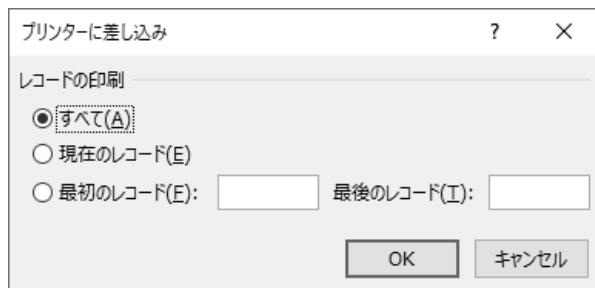 プリンターに差し込み ?
レコードの印刷
すべて(A)
現在のレコード(E)
最初のレコード(F): 最後のレコード(T):
OK キャンセル